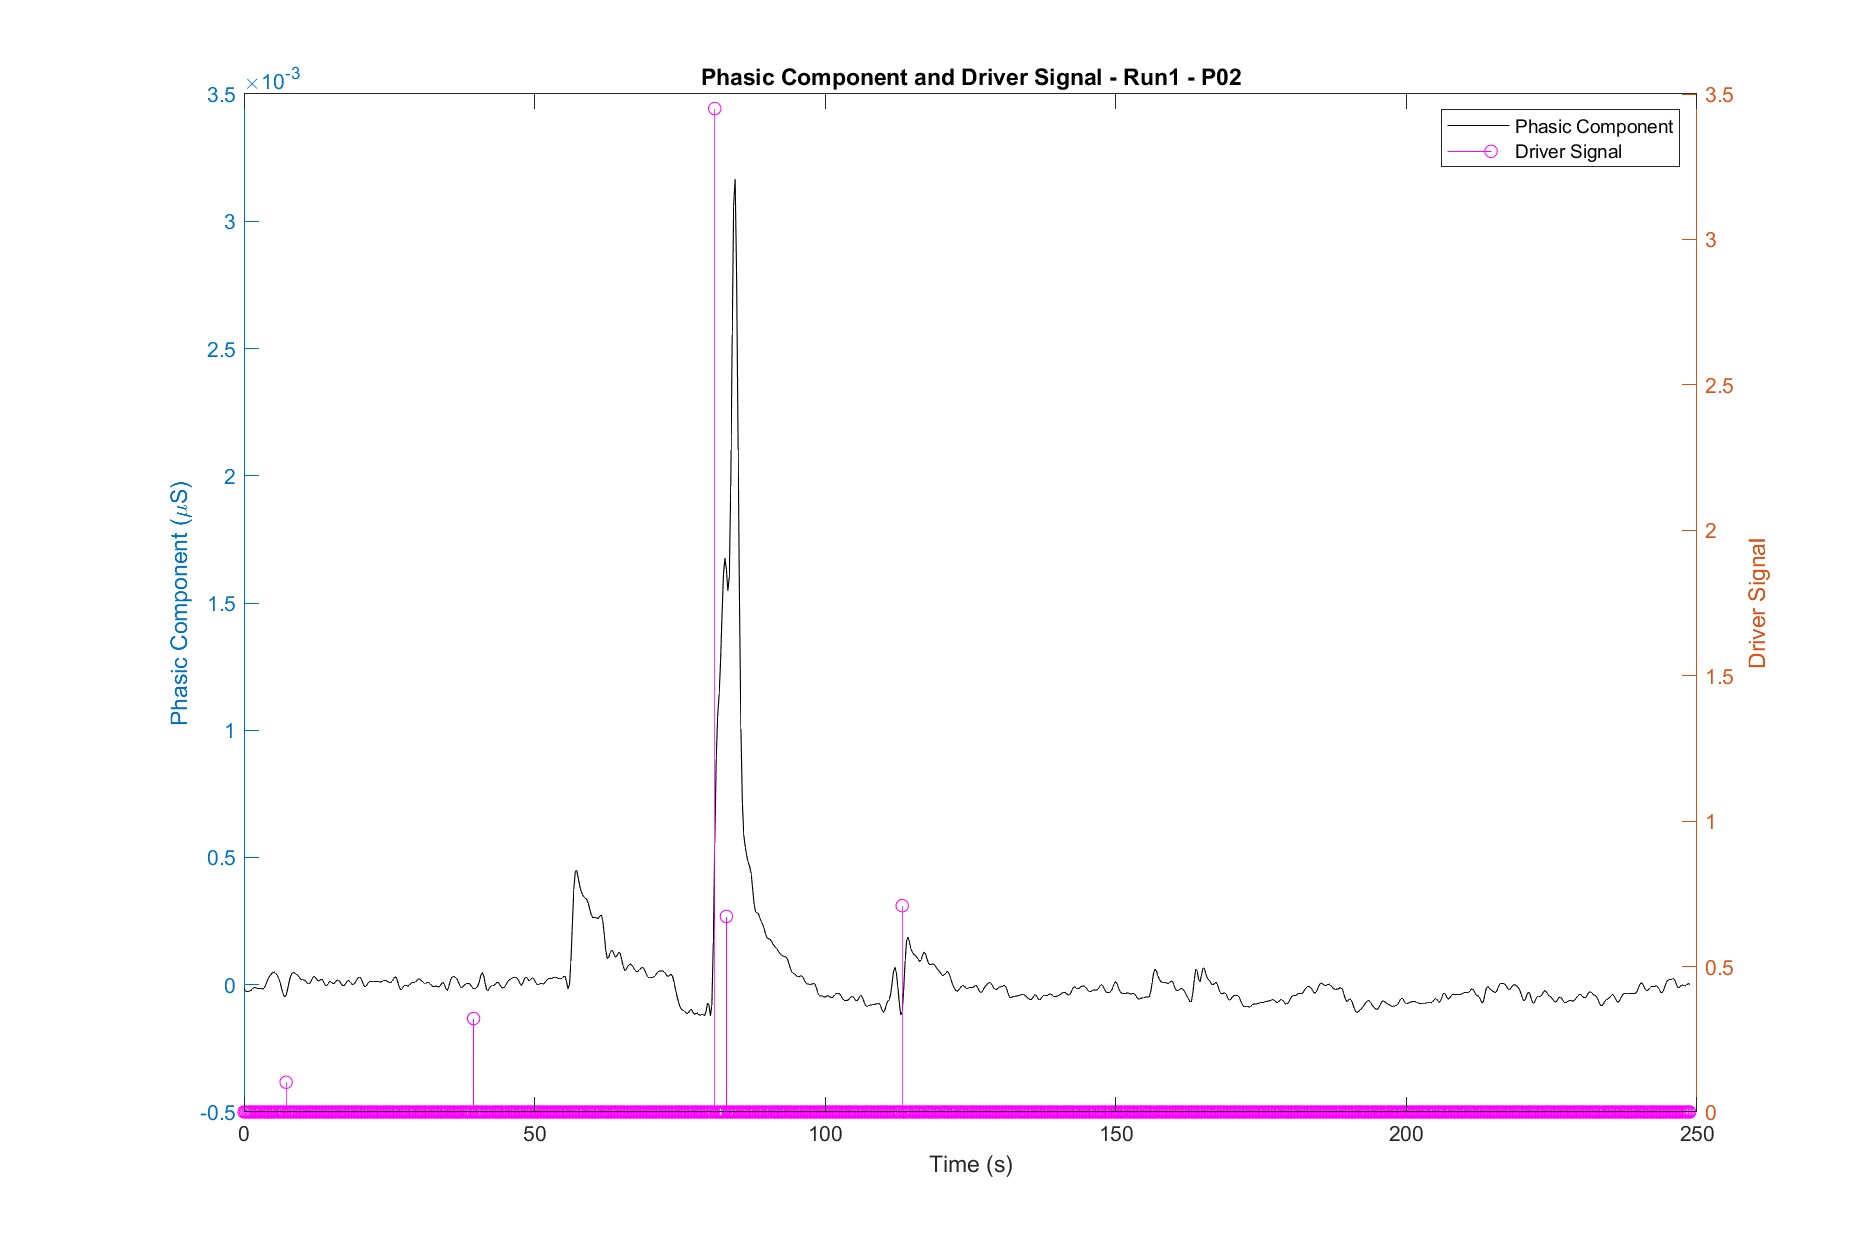 Phasic Component and Driver Signal - Run1 - P02
×10-3
3.5
3
2.5
2
1.5
1
0.5
0
-0.5
Phasic Component (μS)
Phasic Component
Driver Signal
3.5
3
2.5
2
1.5
1
0.5
0
Driver Signal
0 50 100 150 200 250
Time (s)